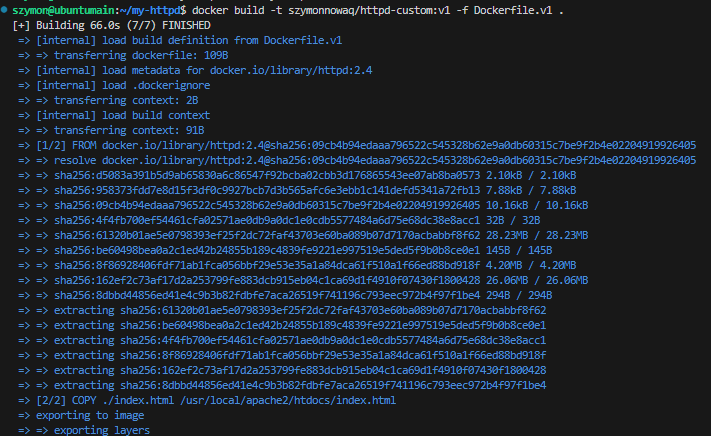 szymon@ubuntumain:~/my-httpd$ docker build -t szymonnowaq/httpd-custom:v1 -f Dockerfile.v1 .
[+] Building 66.0s (7/7) FINISHED
=> [internal] load build definition from Dockerfile.v1
=> => transferring dockerfile: 109B
=> [internal] load metadata for docker.io/library/httpd:2.4
=> [internal] load .dockerignore
=> => transferring context: 2B
=> [internal] load build context
=> => transferring context: 91B
=> [1/2] FROM docker.io/library/httpd:2.4@sha256:09cb4b94edaaa796522c545328b62e9a0db60315c7be9f2b4e02204919926405
=> => resolve docker.io/library/httpd:2.4@sha256:09cb4b94edaaa796522c545328b62e9a0db60315c7be9f2b4e02204919926405
=> => sha256:d5083a391b5d9ab65830a6c86547f92bcba02cbb3d176865543ee07ab8ba0573 2.10kB / 2.10kB
=> => sha256:958373fdd7e8d15f3df0c9927bcb7d3b565afc6e3ebb1c141defd5341a72fb13 7.88kB / 7.88kB
=> => sha256:09cb4b94edaaa796522c545328b62e9a0db60315c7be9f2b4e02204919926405 10.16kB / 10.16kB
=> => sha256:4f4fb700ef54461cfa02571ae0db9a0dc1e0cdb5577484a6d75e68dc38e8acc1 32B / 32B
=> => sha256:61320b01ae5e0798393ef25f2dc72faf43703e60ba089b07d7170acbabbf8f62 28.23MB / 28.23MB
=> => sha256:be60498bea0a2c1ed42b24855b189c4839fe9221e997519e5ded5f9b0b8ce0e1 145B / 145B
=> => sha256:8f86928406fdf71ab1fca056bbf29e53e35a1a84dca61f510a1f66ed88bd918f 4.20MB / 4.20MB
=> => sha256:162ef2c73af17d2a253799fe883dcb915eb04c1ca69d1f4910f07430f1800428 26.06MB / 26.06MB
=> => sha256:8dbbd44856ed41e4c9b3b82fdbfe7aca26519f741196c793eec972b4f97f1be4 294B / 294B
=> => extracting sha256:61320b01ae5e0798393ef25f2dc72faf43703e60ba089b07d7170acbabbf8f62
=> => extracting sha256:be60498bea0a2c1ed42b24855b189c4839fe9221e997519e5ded5f9b0b8ce0e1
=> => extracting sha256:4f4fb700ef54461cfa02571ae0db9a0dc1e0cdb5577484a6d75e68dc38e8acc1
=> => extracting sha256:8f86928406fdf71ab1fca056bbf29e53e35a1a84dca61f510a1f66ed88bd918f
=> => extracting sha256:162ef2c73af17d2a253799fe883dcb915eb04c1ca69d1f4910f07430f1800428
=> => extracting sha256:8dbbd44856ed41e4c9b3b82fdbfe7aca26519f741196c793eec972b4f97f1be4
=> [2/2] COPY ./index.html /usr/local/apache2/htdocs/index.html
=> exporting to image
=> => exporting layers